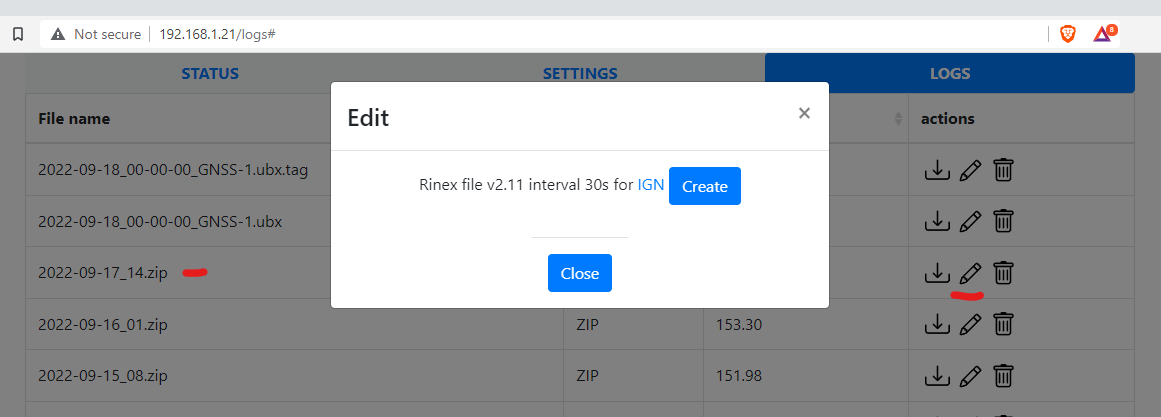 Not secure 192.168.1.21/logs#
8
STATUS SETTINGS LOGS
Edit ×
File name actions
2022-09-18_00-00-00_GNSS-1.ubx.tag
Rinex file v2.11 interval 30s for IGN Create
2022-09-18_00-00-00_GNSS-1.ubx
2022-09-17_14.zip
Close
2022-09-16_01.zip ZIP 153.30
2022-09-15_08.zip ZIP 151.98